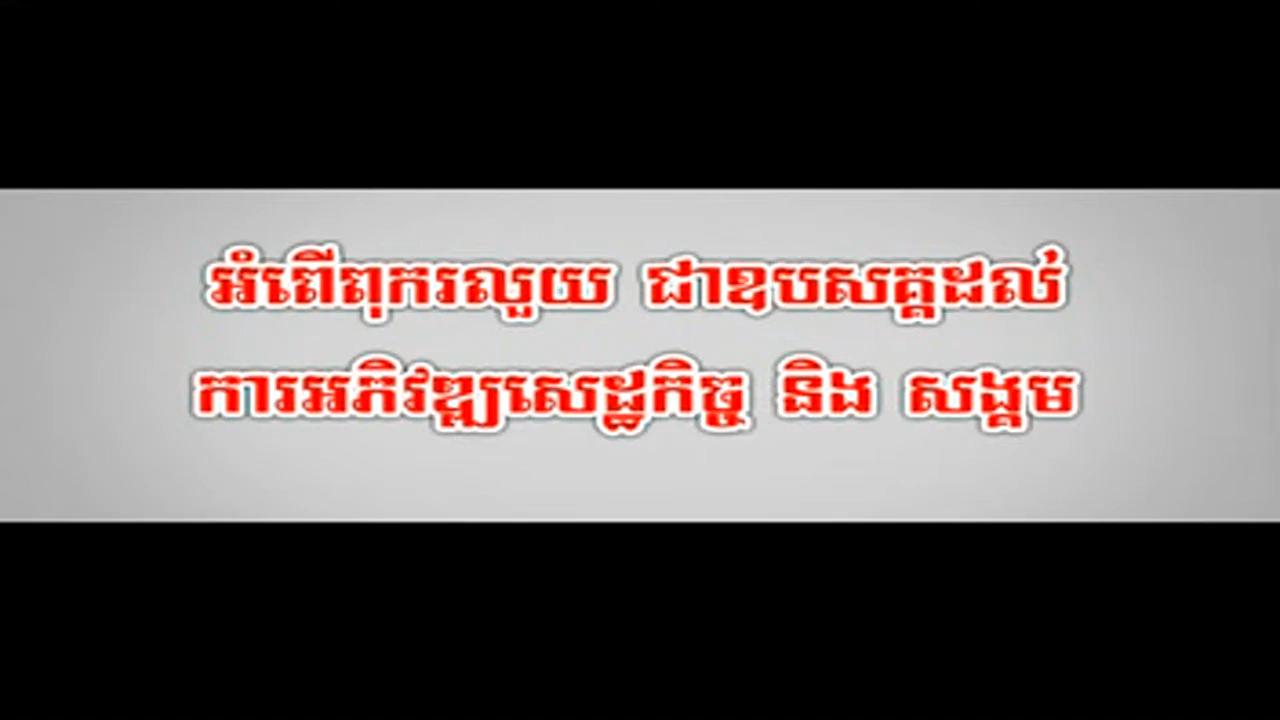 អំពើពុករលួយ ជាឧបសគ្គដល់
ការអភិវឌ្ឍសេដ្ឋកិច្ច និង សង្គម